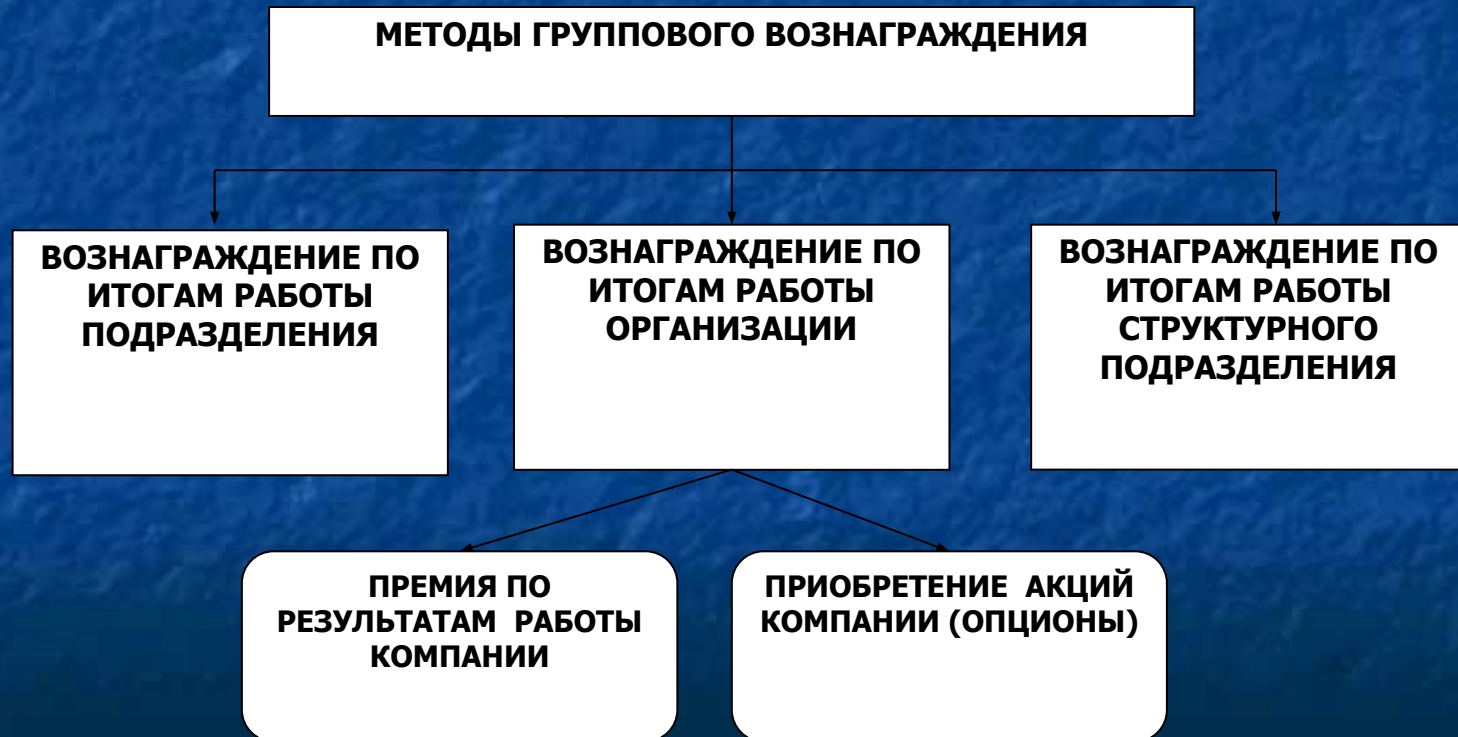 МЕТОДЫ ГРУППОВОГО ВОЗНАГРАЖДЕНИЯ
ВОЗНАГРАЖДЕНИЕ ПО
ИТОГАМ РАБОТЫ
ПОДРАЗДЕЛЕНИЯ
ВОЗНАГРАЖДЕНИЕ ПО
ИТОГАМ РАБОТЫ
ОРГАНИЗАЦИИ
ВОЗНАГРАЖДЕНИЕ ПО
ИТОГАМ РАБОТЫ
СТРУКТУРНОГО
ПОДРАЗДЕЛЕНИЯ
ПРЕМИЯ ПО
РЕЗУЛЬТАТАМ РАБОТЫ
КОМПАНИИ
ПРИОБРЕТЕНИЕ АКЦИЙ
КОМПАНИИ (ОПЦИОНЫ)